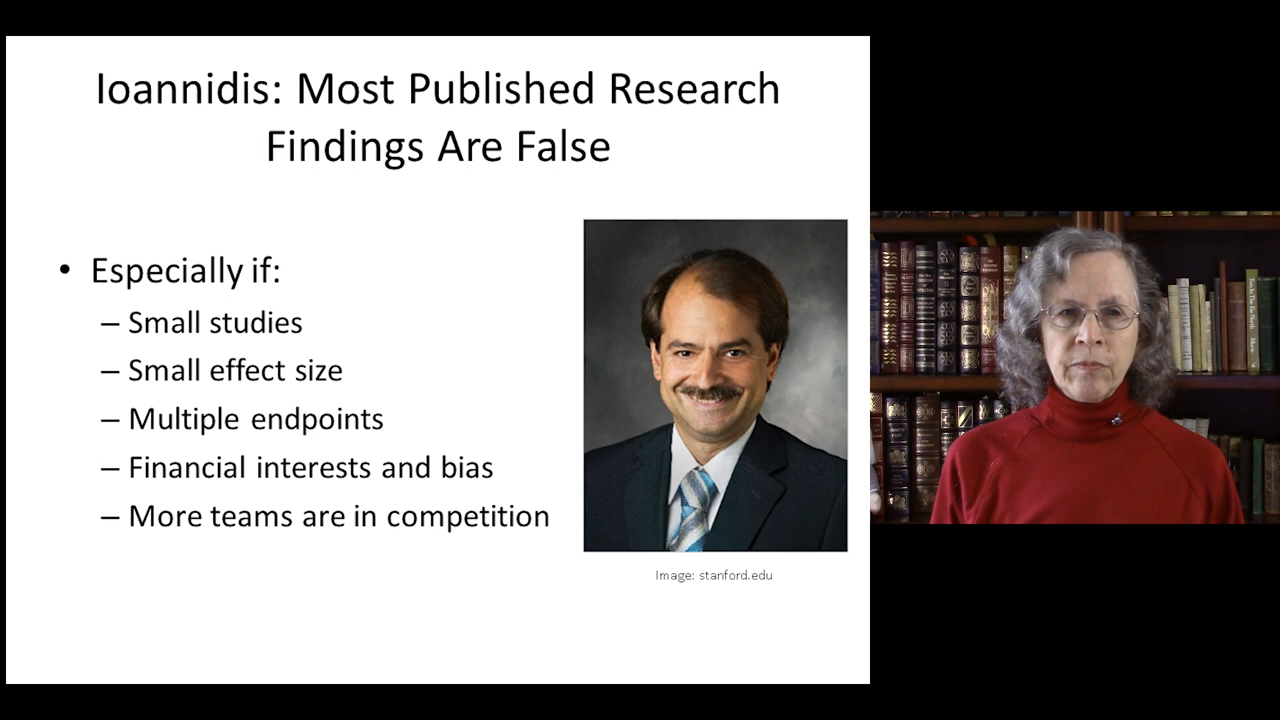 Ioannidis: Most Published Research
Findings Are False
• Especially if:
– Small studies
– Small effect size
– Multiple endpoints
– Financial interests and bias
– More teams are in competition
Image: stanford.edu